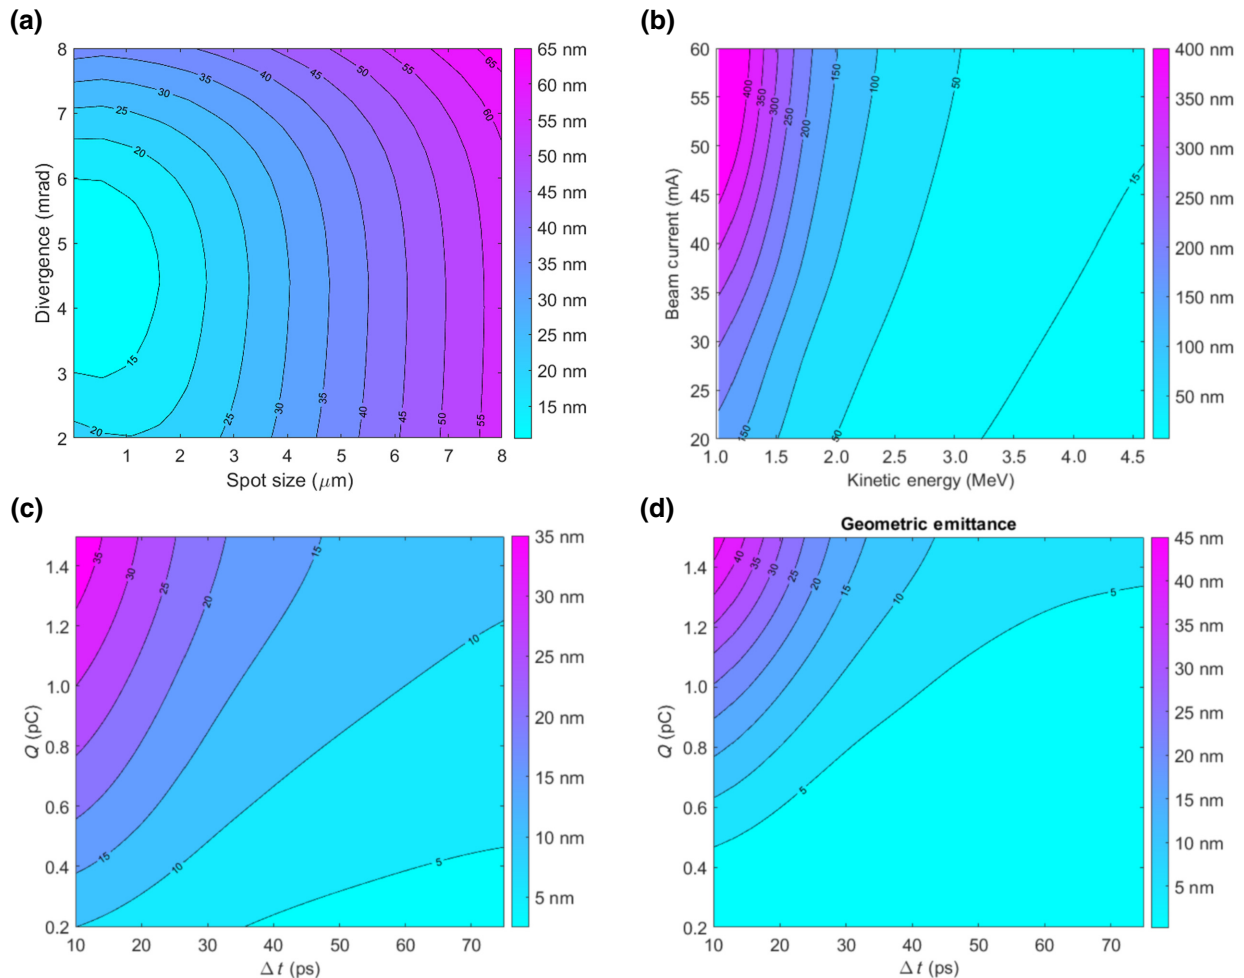 (a)
8
7
6
5
4
3
2
Divergence (mrad)
1 2 3 4 5 6 7 8
Spot size (μm)
15
20
20
25
25
30
30
35
35
40
40
45
45
50
50
55
55
60
65
65 nm
60 nm
55 nm
50 nm
45 nm
40 nm
35 nm
30 nm
25 nm
20 nm
15 nm
(b)
60
55
50
45
40
35
30
25
20
Beam current (mA)
1.0 1.5 2.0 2.5 3.0 3.5 4.0 4.5
Kinetic energy (MeV)
400
350
300
250
200
150
100
50
15
150
50
400 nm
350 nm
300 nm
250 nm
200 nm
150 nm
100 nm
50 nm
(c)
1.4
1.2
1.0
0.8
0.6
0.4
0.2
Q (pC)
10 20 30 40 50 60 70
Δ t (ps)
35
30
25
20
15
10
15
10
5
35 nm
30 nm
25 nm
20 nm
15 nm
10 nm
5 nm
(d)
Geometric emittance
1.4
1.2
1.0
0.8
0.6
0.4
0.2
Q (pC)
10 20 30 40 50 60 70
Δ t (ps)
40
35
30
25
20
15
10
5
5
45 nm
40 nm
35 nm
30 nm
25 nm
20 nm
15 nm
10 nm
5 nm